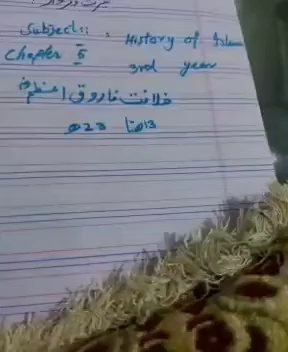 Subject:: History of Islam
Chapter 5 3rd year
خلافت فاروق اعظمؓ
13ھ تا 23ھ